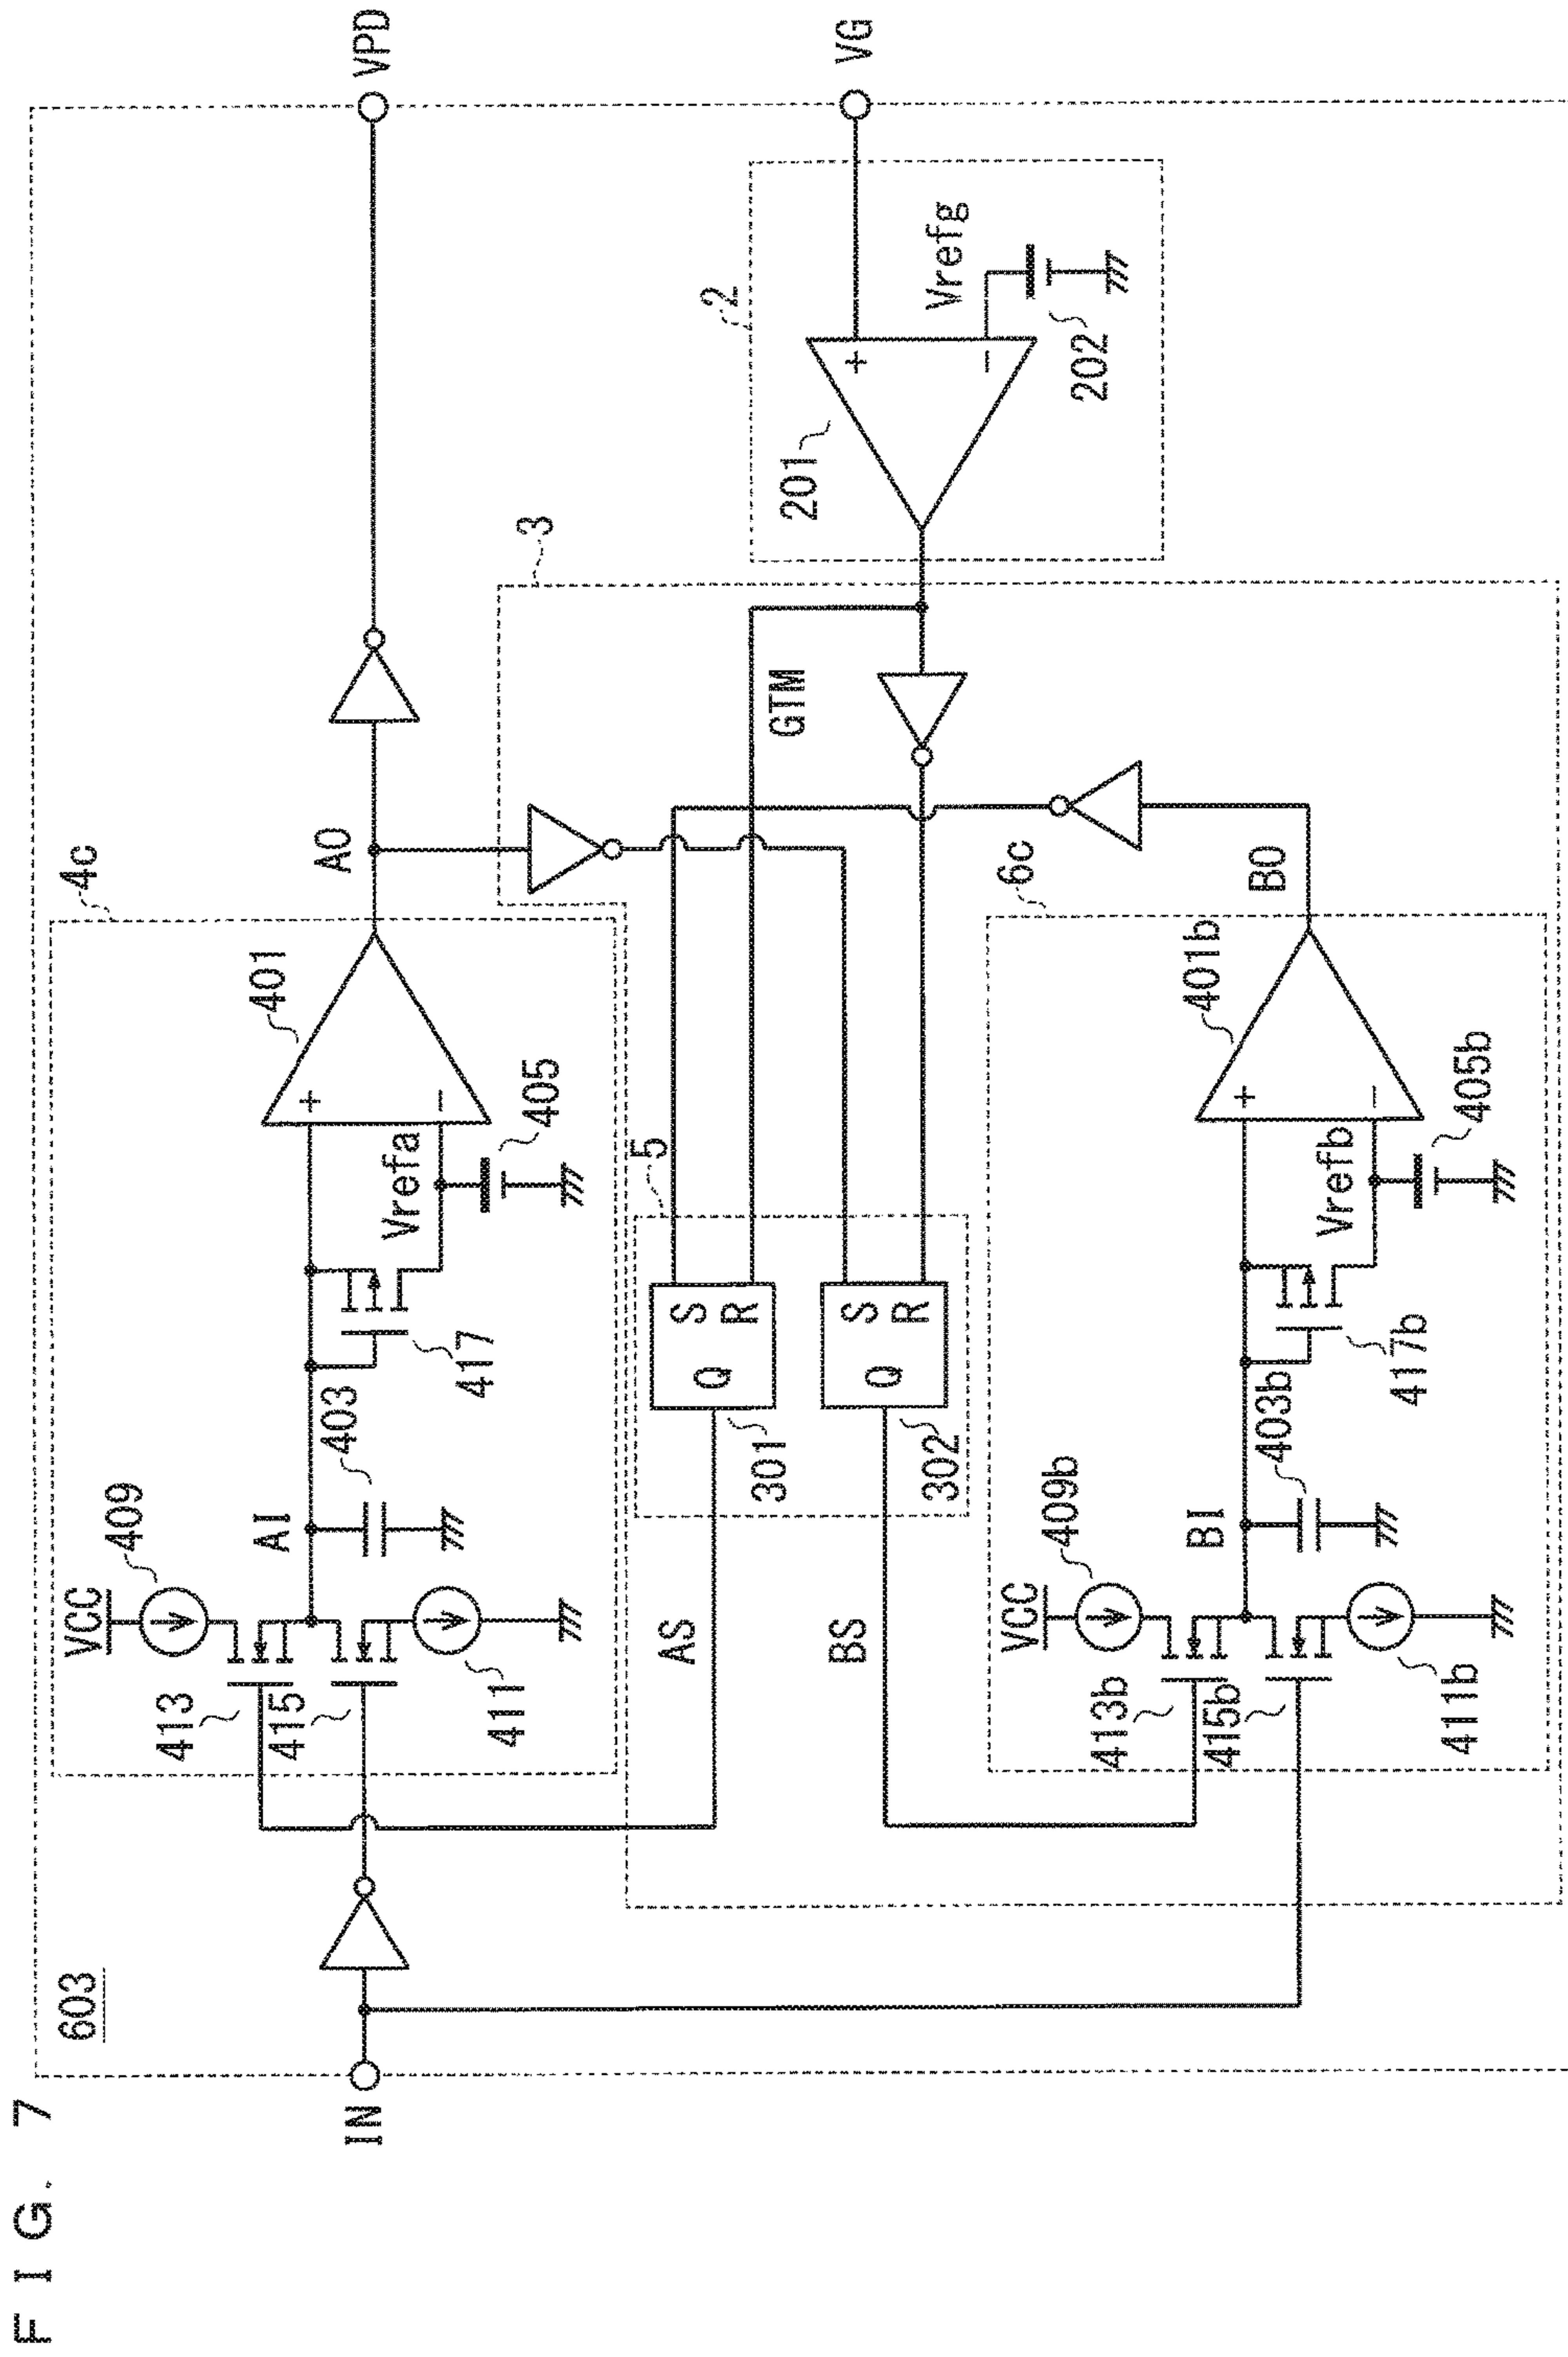 FIG. 7
603
IN
VPD
VG
4c
VCC
409
413
415
411
AI
403
417
Vrefa
405
+
−
401
AO
3
5
AS
301
Q
S
R
BS
302
Q
S
R
GTM
2
201
+
−
Vrefg
202
6c
VCC
409b
413b
415b
411b
BI
403b
417b
Vrefb
405b
+
−
401b
BO